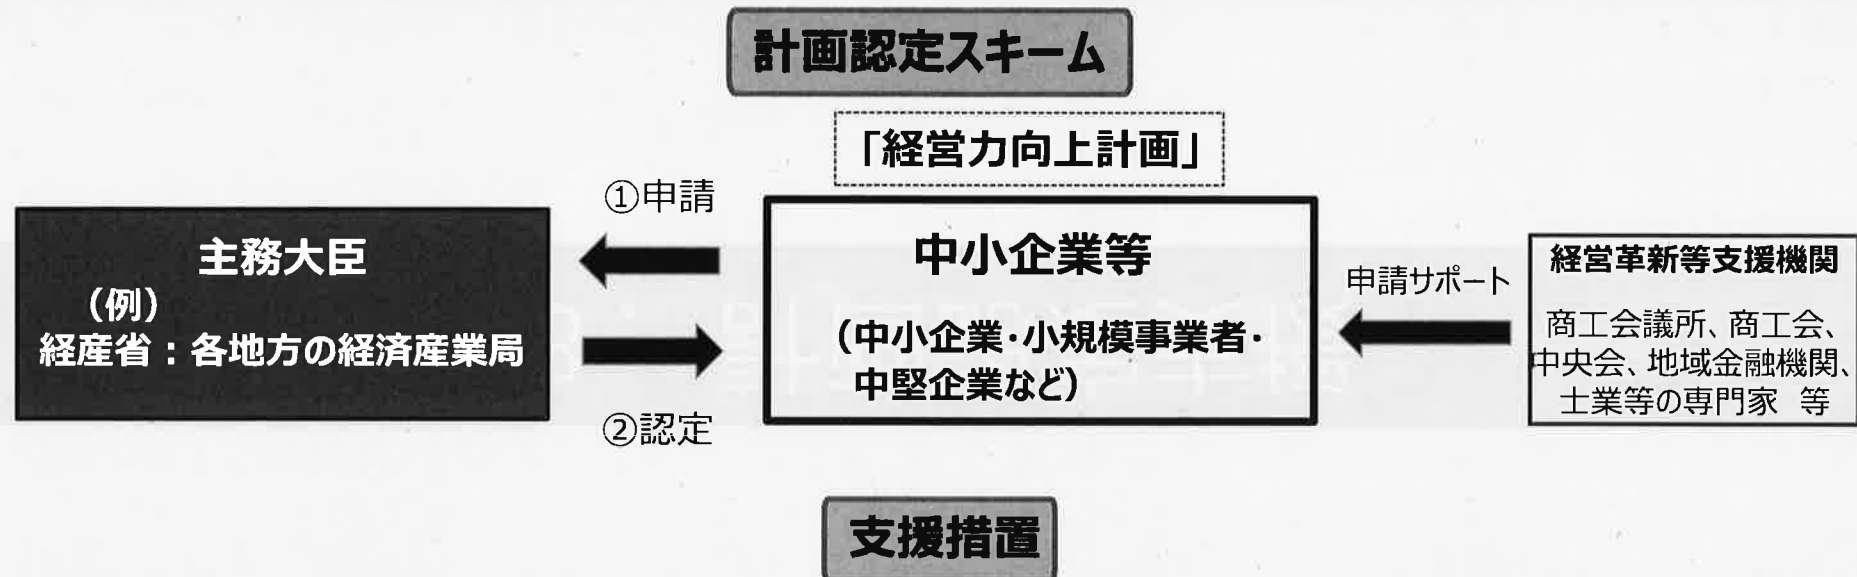 計画認定スキーム
「経営力向上計画」
①申請
主務大臣
(例)
経産省:各地方の経済産業局
②認定
中小企業等
(中小企業・小規模事業者・
中堅企業など)
申請サポート
経営革新等支援機関
商工会議所、商工会、
中央会、地域金融機関、
士業等の専門家 等
支援措置